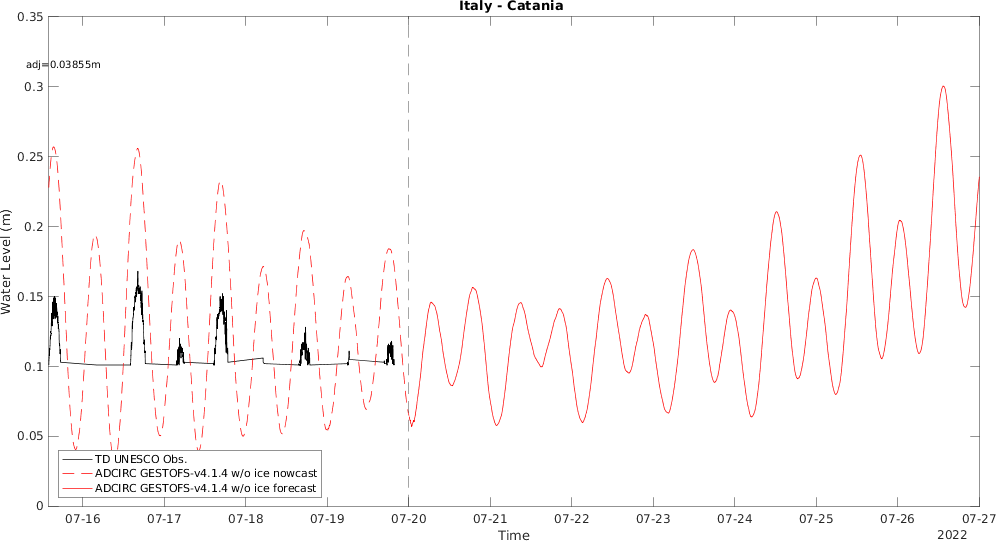 Italy - Catania
0.35
adj=0.03855m
0.3
0.25
0.2
Water Level (m)
0.15
0.1
0.05
0
TD UNESCO Obs.
ADCIRC GESTOFS-v4.1.4 w/o ice nowcast
ADCIRC GESTOFS-v4.1.4 w/o ice forecast
07-16 07-17 07-18 07-19 07-20 07-21 07-22 07-23 07-24 07-25 07-26 07-27
Time
2022